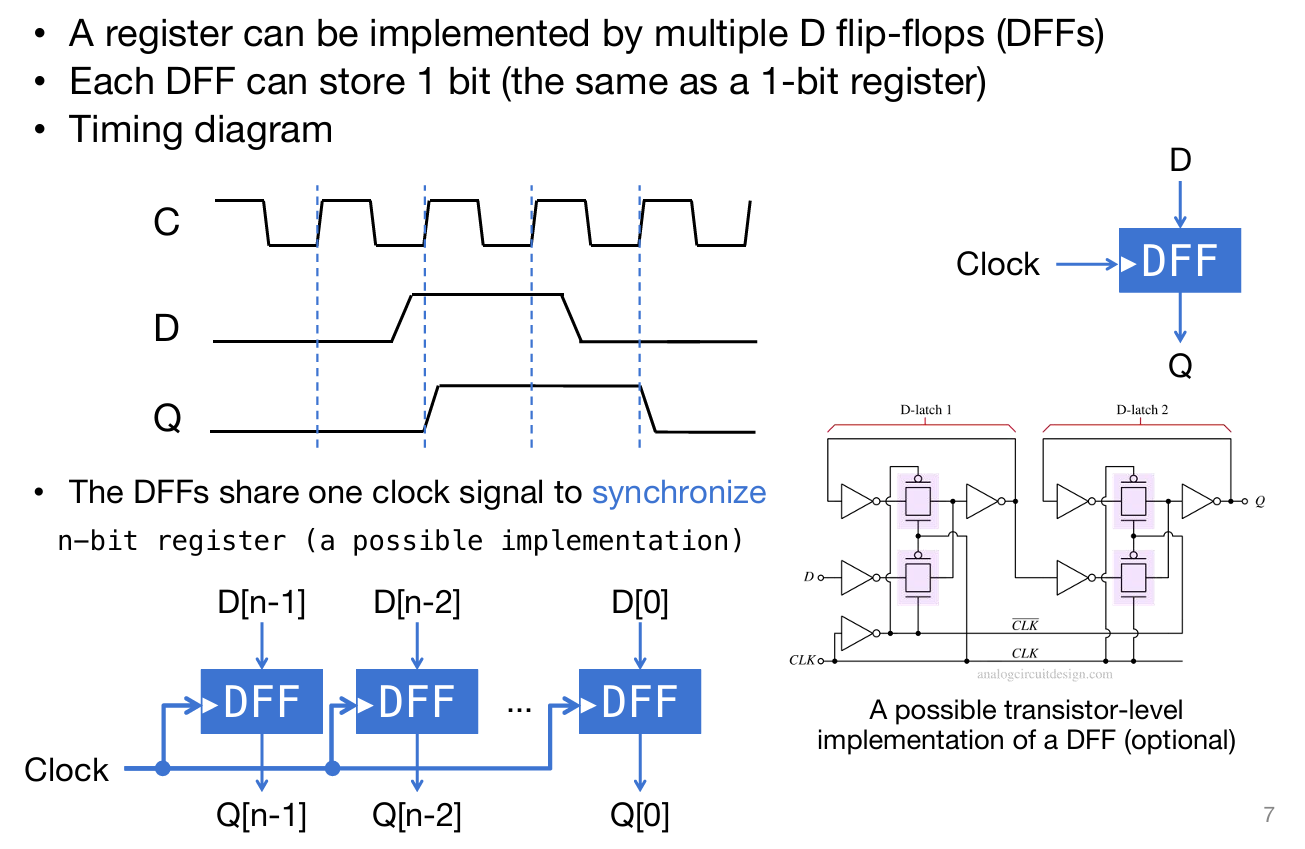 • A register can be implemented by multiple D flip-flops (DFFs)
• Each DFF can store 1 bit (the same as a 1-bit register)
• Timing diagram
C
D
Q
D
Clock
DFF
Q
• The DFFs share one clock signal to synchronize
n-bit register (a possible implementation)
D[n-1] D[n-2] D[0]
DFF DFF ... DFF
Clock
Q[n-1] Q[n-2] Q[0]
D-latch 1 D-latch 2
Q
D
CLK
CLK CLK
analogcircuitdesign.com
A possible transistor-level
implementation of a DFF (optional)
7